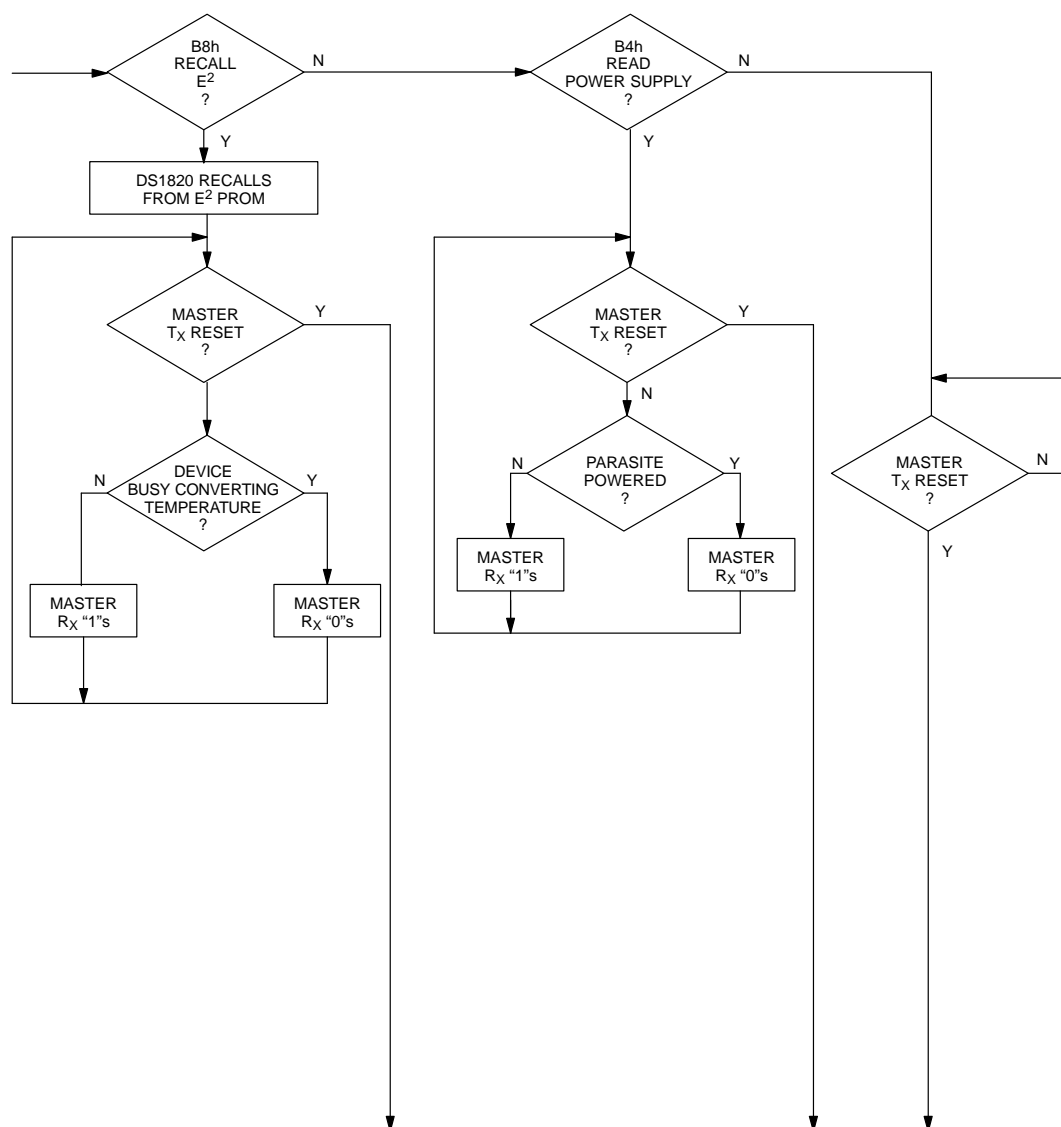 B8h
RECALL
E²
?
N
Y
B4h
READ
POWER SUPPLY
?
N
Y
DS1820 RECALLS
FROM E² PROM
MASTER
TX RESET
?
Y
MASTER
TX RESET
?
Y
N
DEVICE
BUSY CONVERTING
TEMPERATURE
?
N
Y
PARASITE
POWERED
?
N
Y
MASTER
TX RESET
?
N
Y
MASTER
RX “1”s
MASTER
RX “0”s
MASTER
RX “1”s
MASTER
RX “0”s